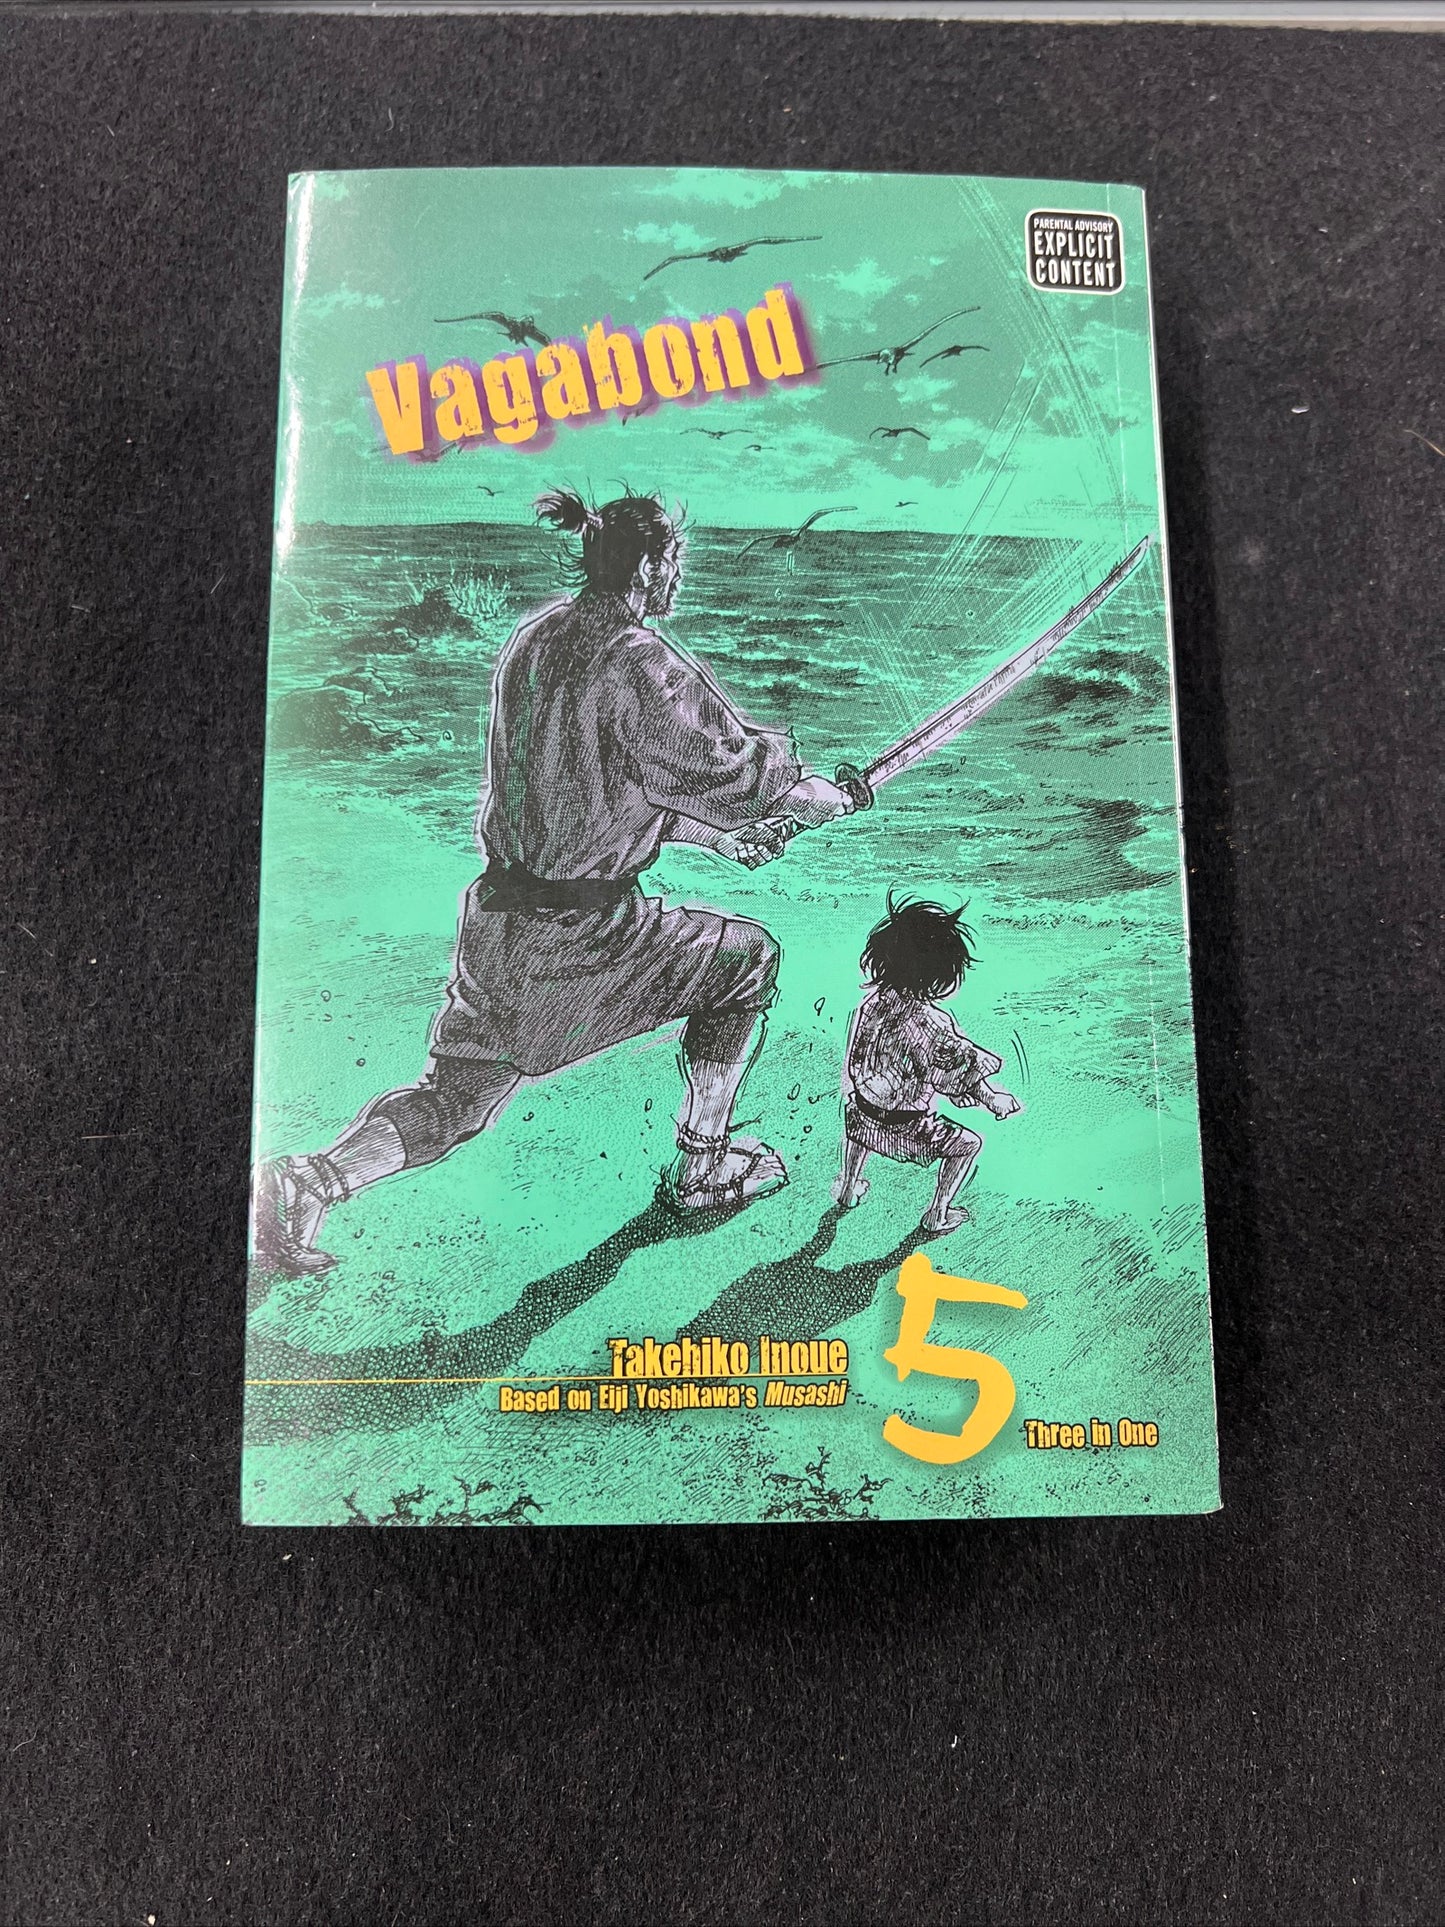 PARENTAL ADVISORY
EXPLICIT
CONTENT
Vagabond
Takehiko Inoue
Based on Eiji Yoshikawa's Musashi
5
Three in One